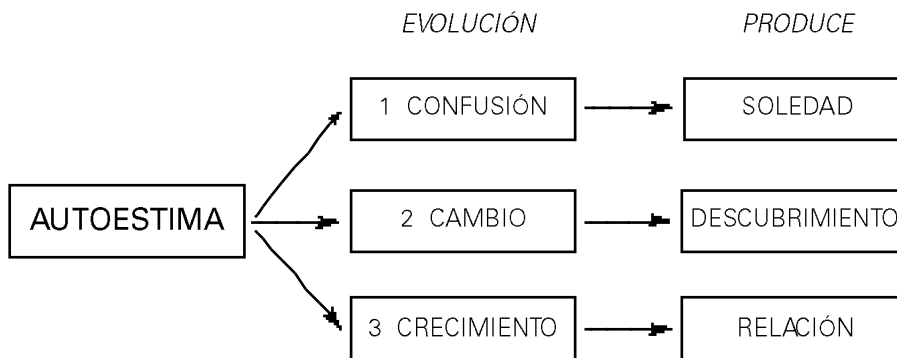 EVOLUCIÓN PRODUCE
1 CONFUSIÓN SOLEDAD
AUTOESTIMA 2 CAMBIO DESCUBRIMIENTO
3 CRECIMIENTO RELACIÓN